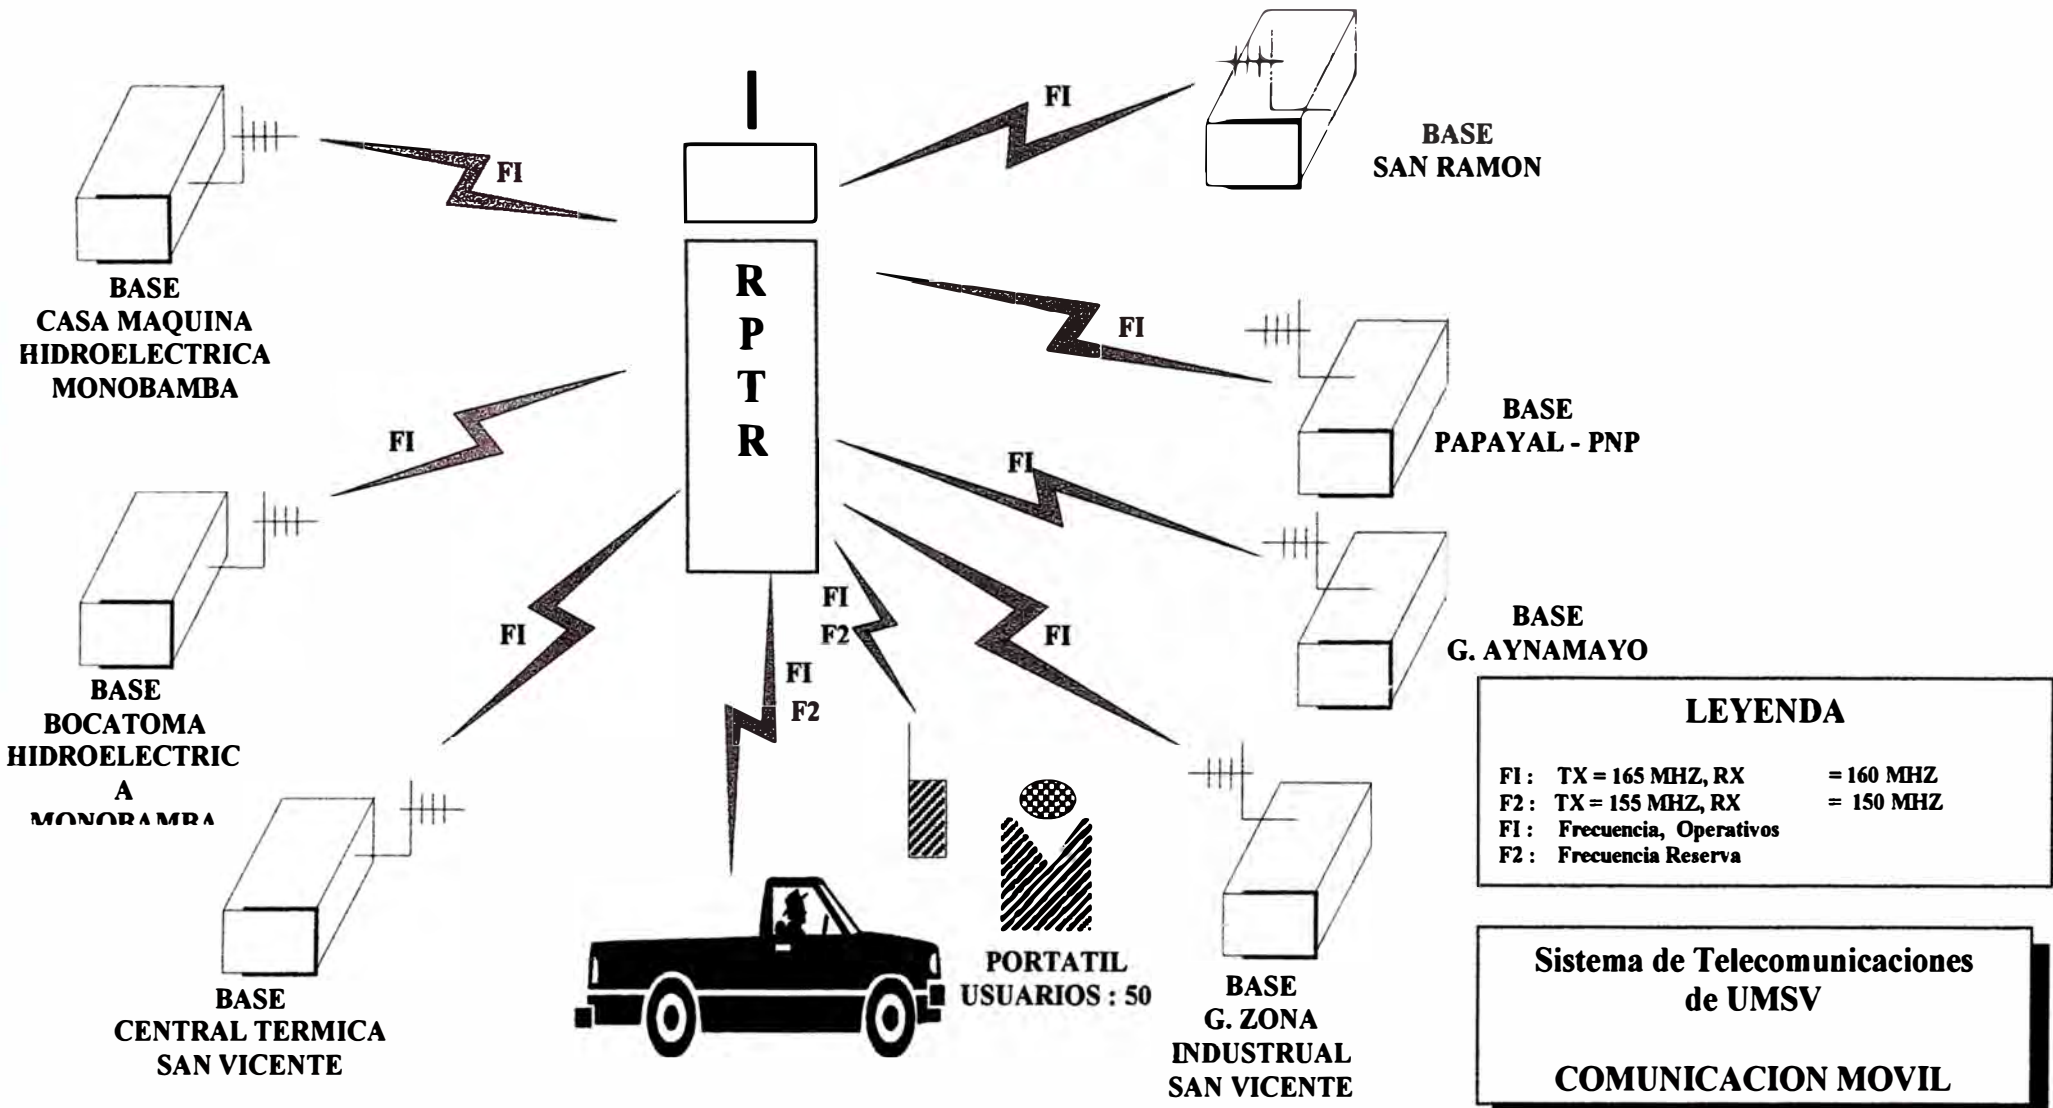 FI
BASE
SAN RAMON
FI
BASE
CASA MAQUINA
HIDROELECTRICA
MONOBAMBA
R
P
T
R
FI
BASE
PAPAYAL - PNP
FI
BASE
BOCATOMA
HIDROELECTRIC
A
MONOBAMBA
FI
BASE
G. AYNAMAYO
FI
BASE
CENTRAL TERMICA
SAN VICENTE
FI
F2
FI
F2
PORTATIL
USUARIOS : 50
FI
BASE
G. ZONA
INDUSTRUAL
SAN VICENTE
LEYENDA
FI : TX = 165 MHZ, RX = 160 MHZ
F2 : TX = 155 MHZ, RX = 150 MHZ
FI : Frecuencia, Operativos
F2 : Frecuencia Reserva
Sistema de Telecomunicaciones
de UMSV
COMUNICACION MOVIL